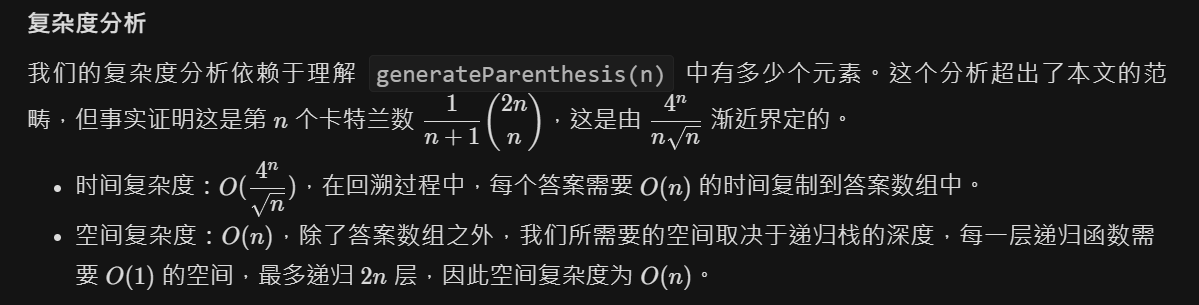 复杂度分析
我们的复杂度分析依赖于理解 generateParenthesis(n) 中有多少个元素。这个分析超出了本文的范
畴，但事实证明这是第 n 个卡特兰数 $\frac{1}{n+1}\binom{2n}{n}$，这是由 $\frac{4^n}{n\sqrt{n}}$ 渐近界定的。
• 时间复杂度：$O(\frac{4^n}{\sqrt{n}})$，在回溯过程中，每个答案需要 O(n) 的时间复制到答案数组中。
• 空间复杂度：O(n)，除了答案数组之外，我们所需要的空间取决于递归栈的深度，每一层递归函数需
要 O(1) 的空间，最多递归 2n 层，因此空间复杂度为 O(n)。